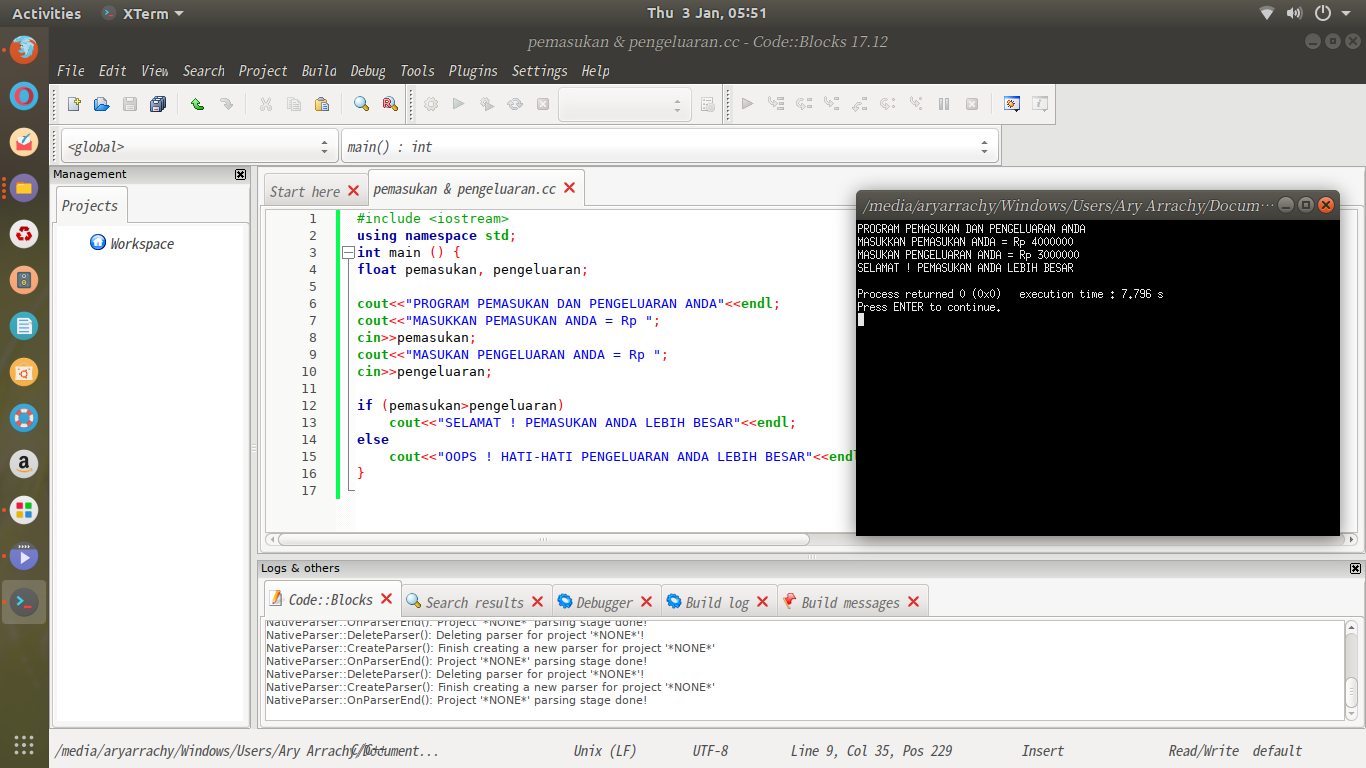 Activities XTerm Thu 3 Jan, 05:51
pemasukan & pengeluaran.cc - Code::Blocks 17.12
File Edit View Search Project Build Debug Tools Plugins Settings Help
<global> main() : int
Management
Projects
Workspace
Start here pemasukan & pengeluaran.cc
1 #include <iostream>
2 using namespace std;
3 int main () {
4 float pemasukan, pengeluaran;
5
6 cout<<"PROGRAM PEMASUKAN DAN PENGELUARAN ANDA"<<endl;
7 cout<<"MASUKKAN PEMASUKAN ANDA = Rp ";
8 cin>>pemasukan;
9 cout<<"MASUKAN PENGELUARAN ANDA = Rp ";
10 cin>>pengeluaran;
11
12 if (pemasukan>pengeluaran)
13 cout<<"SELAMAT ! PEMASUKAN ANDA LEBIH BESAR"<<endl;
14 else
15 cout<<"OOPS ! HATI-HATI PENGELUARAN ANDA LEBIH BESAR"<<endl
16 }
17
/media/aryarrachy/Windows/Users/Ary Arrachy/Docum···
PROGRAM PEMASUKAN DAN PENGELUARAN ANDA
MASUKKAN PEMASUKAN ANDA = Rp 4000000
MASUKAN PENGELUARAN ANDA = Rp 3000000
SELAMAT ! PEMASUKAN ANDA LEBIH BESAR
Process returned 0 (0x0) execution time : 7.796 s
Press ENTER to continue.
Logs & others
Code::Blocks Search results Debugger Build log Build messages
NativeParser::OnParserEnd(): Project '*NONE*' parsing stage done!
NativeParser::DeleteParser(): Deleting parser for project '*NONE*'!
NativeParser::CreateParser(): Finish creating a new parser for project '*NONE*'
NativeParser::OnParserEnd(): Project '*NONE*' parsing stage done!
NativeParser::DeleteParser(): Deleting parser for project '*NONE*'!
NativeParser::CreateParser(): Finish creating a new parser for project '*NONE*'
NativeParser::OnParserEnd(): Project '*NONE*' parsing stage done!
/media/aryarrachy/Windows/Users/Ary Arrachy/Document... C/C++ Unix (LF) UTF-8 Line 9, Col 35, Pos 229 Insert Read/Write default